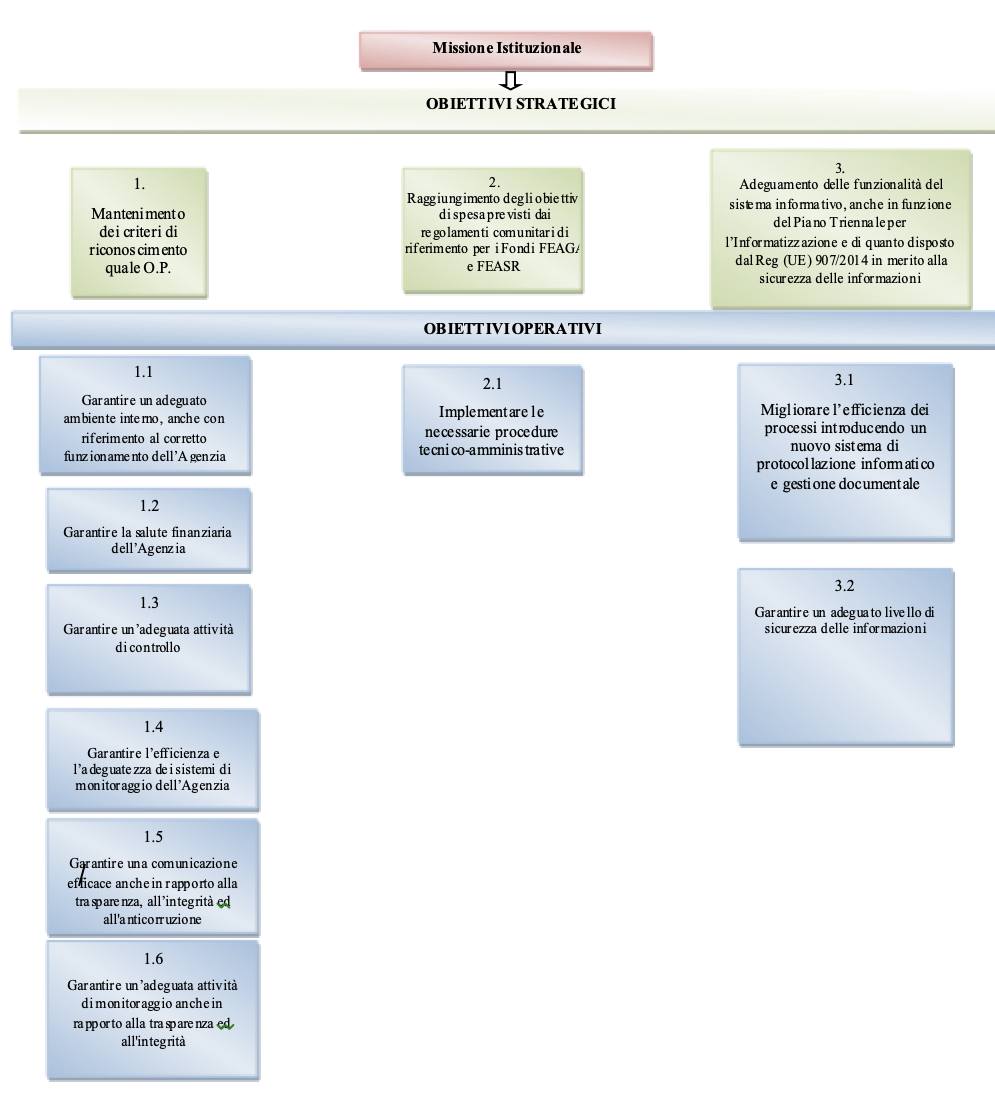 Missione Istituzionale
OBIETTIVI STRATEGICI
1.
Mantenimento
dei criteri di
riconoscimento
quale O.P.
2.
Raggiungimento degli obiettiv
di spesa previsti dai
regolamenti comunitari di
riferimento per i Fondi FEAGA
e FEASR
3.
Adeguamento delle funzionalità del
sistema informativo, anche in funzione
del Piano Triennale per
l’Informatizzazione e di quanto disposto
dal Reg (UE) 907/2014 in merito alla
sicurezza delle informazioni
OBIETTIVI OPERATIVI
1.1
Garantire un adeguato
ambiente interno, anche con
riferimento al corretto
funzionamento dell’Agenzia
1.2
Garantire la salute finanziaria
dell’Agenzia
1.3
Garantire un’adeguata attività
di controllo
1.4
Garantire l’efficienza e
l’adeguatezza dei sistemi di
monitoraggio dell’Agenzia
1.5
Garantire una comunicazione
efficace anche in rapporto alla
trasparenza, all’integrità ed
all'anticorruzione
1.6
Garantire un’adeguata attività
di monitoraggio anche in
rapporto alla trasparenza ed
all'integrità
2.1
Implementare le
necessarie procedure
tecnico-amministrative
3.1
Migliorare l’efficienza dei
processi introducendo un
nuovo sistema di
protocollazione informatico
e gestione documentale
3.2
Garantire un adeguato livello di
sicurezza delle informazioni